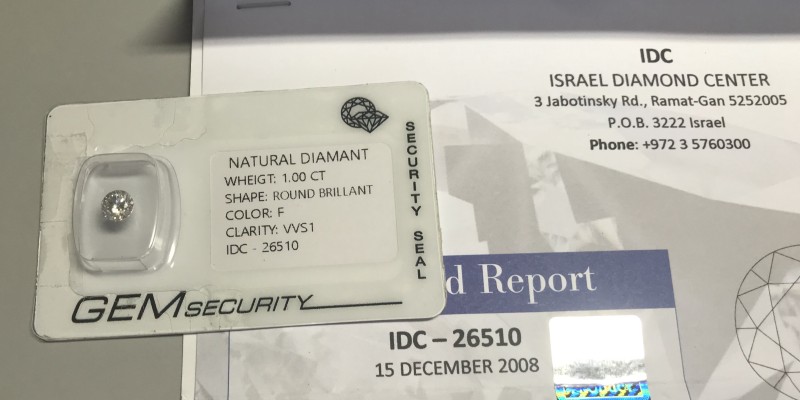 NATURAL DIAMANT
WHEIGT: 1.00 CT
SHAPE: ROUND BRILLANT
COLOR: F
CLARITY: VVS1
IDC - 26510
SECURITY SEAL
GEMSECURITY
IDC
ISRAEL DIAMOND CENTER
3 Jabotinsky Rd., Ramat-Gan 5252005
P.O.B. 3222 Israel
Phone: +972 3 5760300
d Report
IDC – 26510
15 DECEMBER 2008